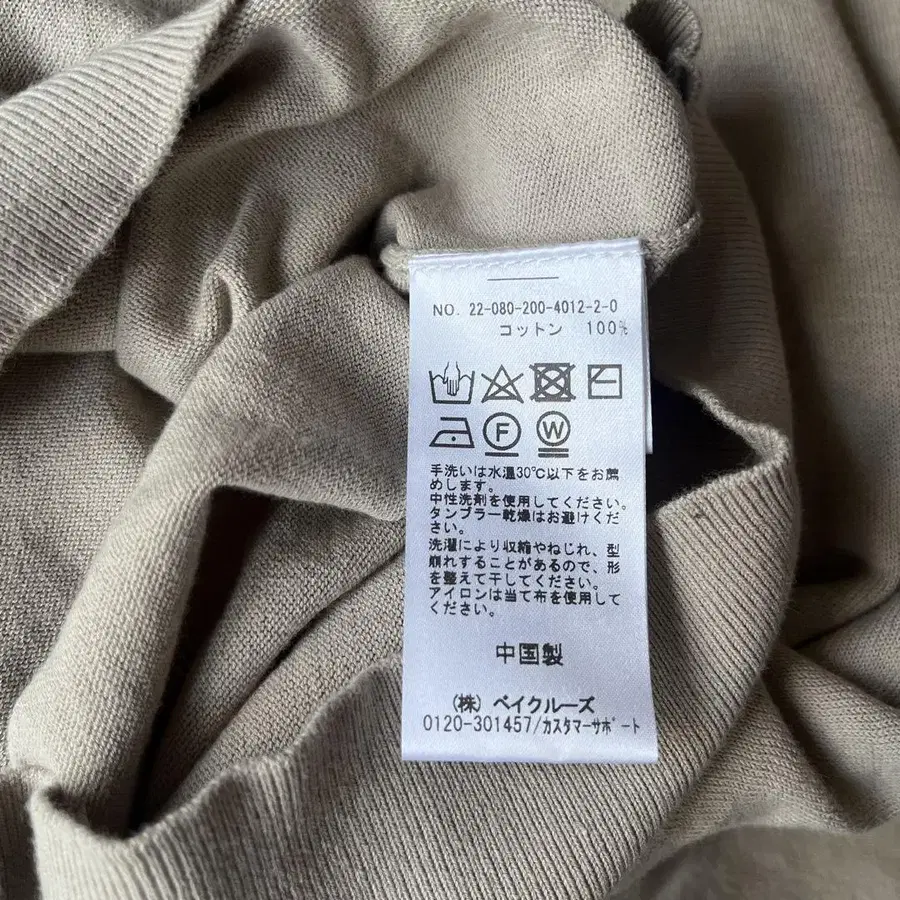 NO. 22-080-200-4012-2-0
コットン 100%
F W
手洗いは水温30℃以下をお薦
めします。
中性洗剤を使用してください。
タンブラー乾燥はお避けくださ
い。
洗濯により収縮やねじれ、型
崩れすることがあるので、形
を整えて干してください。
アイロンは当て布を使用して
ください。
中国製
(株) ベイクルーズ
0120-301457/カスタマーサポート